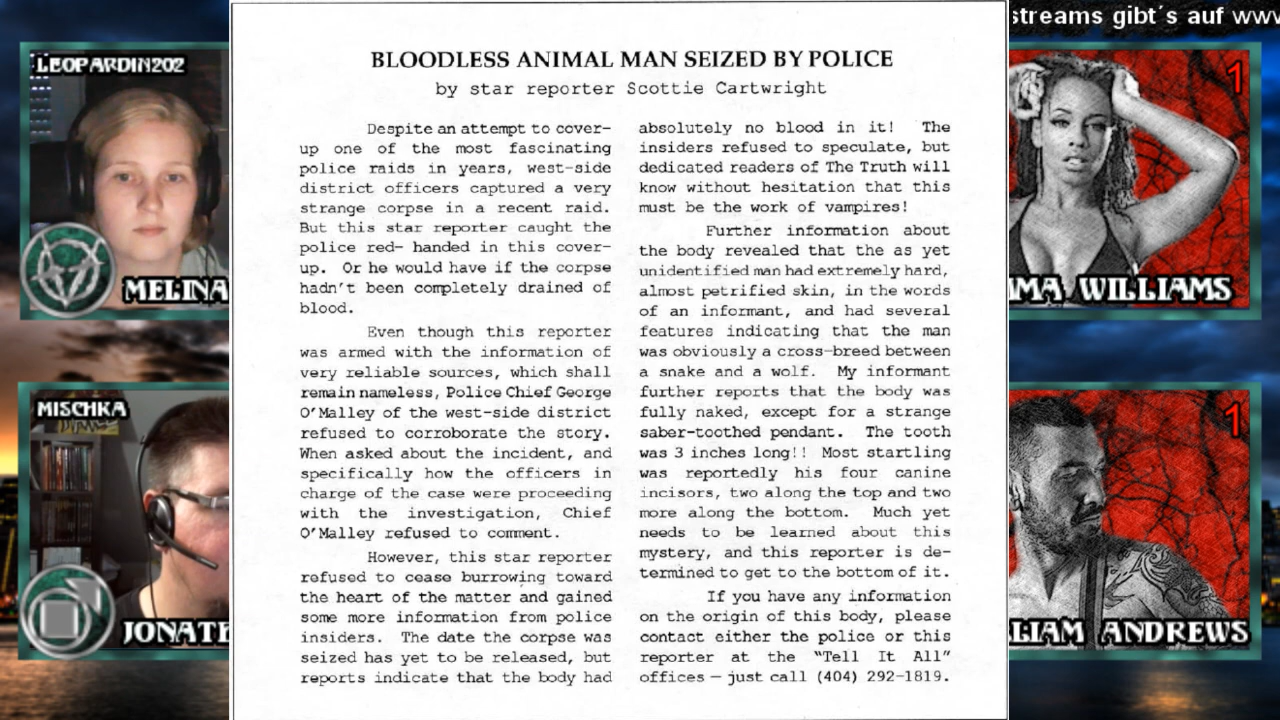 LEOPARDIN202
MELINA
MISCHKA
JONAT
BLOODLESS ANIMAL MAN SEIZED BY POLICE
by star reporter Scottie Cartwright
Despite an attempt to cover-
up one of the most fascinating
police raids in years, west-side
district officers captured a very
strange corpse in a recent raid.
But this star reporter caught the
police red- handed in this cover-
up. Or he would have if the corpse
hadn't been completely drained of
blood.
Even though this reporter
was armed with the information of
very reliable sources, which shall
remain nameless, Police Chief George
O'Malley of the west-side district
refused to corroborate the story.
When asked about the incident, and
specifically how the officers in
charge of the case were proceeding
with the investigation, Chief
O'Malley refused to comment.
However, this star reporter
refused to cease burrowing toward
the heart of the matter and gained
some more information from police
insiders. The date the corpse was
seized has yet to be released, but
reports indicate that the body had
absolutely no blood in it! The
insiders refused to speculate, but
dedicated readers of The Truth will
know without hesitation that this
must be the work of vampires!
Further information about
the body revealed that the as yet
unidentified man had extremely hard,
almost petrified skin, in the words
of an informant, and had several
features indicating that the man
was obviously a cross-breed between
a snake and a wolf. My informant
further reports that the body was
fully naked, except for a strange
saber-toothed pendant. The tooth
was 3 inches long!! Most startling
was reportedly his four canine
incisors, two along the top and two
more along the bottom. Much yet
needs to be learned about this
mystery, and this reporter is de-
termined to get to the bottom of it.
If you have any information
on the origin of this body, please
contact either the police or this
reporter at the "Tell It All"
offices — just call (404) 292-1819.
streams gibt´s auf www
1
MA WILLIAMS
1
LIAM ANDREWS